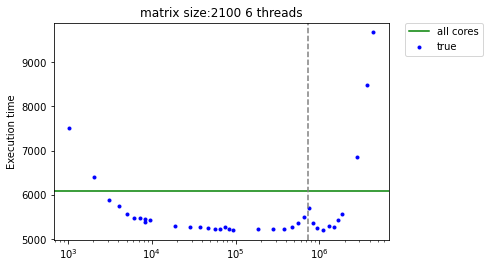 matrix size:2100 6 threads
all cores
true
Execution time
9000
8000
7000
6000
5000
10³
10⁴
10⁵
10⁶